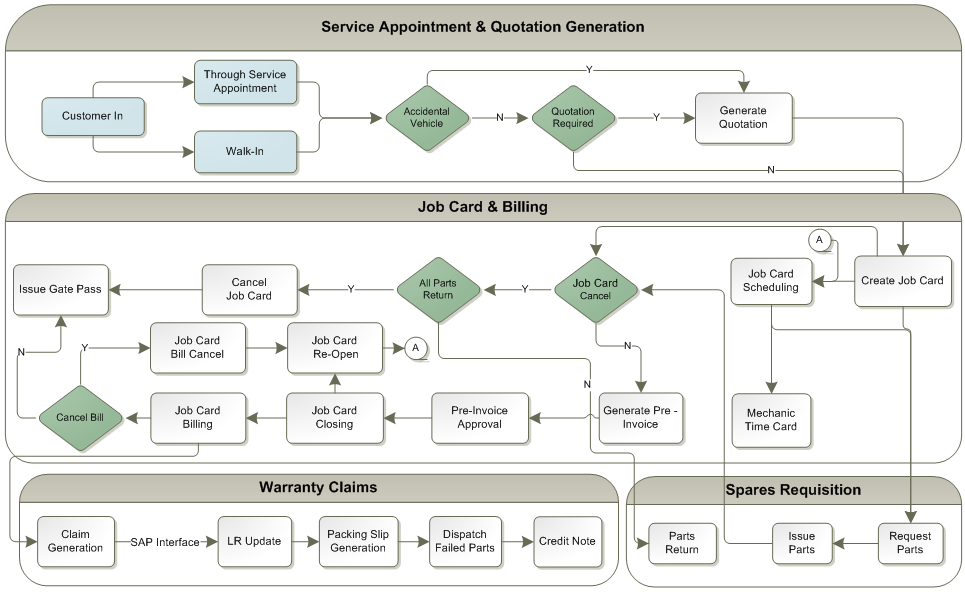 Service Appointment & Quotation Generation
Through Service
Appointment
Customer In
Walk-In
Accidental
Vehicle
Y
N
Quotation
Required
Y
N
Generate
Quotation
Job Card & Billing
Issue Gate Pass
Cancel
Job Card
Y
All Parts
Return
Y
Job Card
Cancel
Job Card
Scheduling
A
Create Job Card
N
Y
Job Card
Bill Cancel
Job Card
Re-Open
A
N
N
Cancel Bill
Job Card
Billing
Job Card
Closing
Pre-Invoice
Approval
Generate Pre -
Invoice
Mechanic
Time Card
Warranty Claims
Claim
Generation
SAP Interface
LR Update
Packing Slip
Generation
Dispatch
Failed Parts
Credit Note
Spares Requisition
Parts
Return
Issue
Parts
Request
Parts